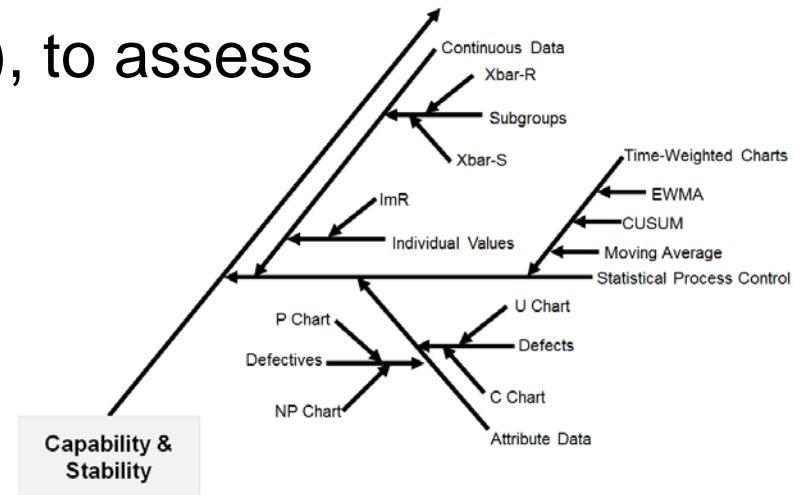 ), to assess
Continuous Data
Xbar-R
Subgroups
Xbar-S
Time-Weighted Charts
EWMA
CUSUM
Moving Average
Statistical Process Control
ImR
Individual Values
P Chart
Defectives
NP Chart
U Chart
Defects
C Chart
Attribute Data
Capability &
Stability